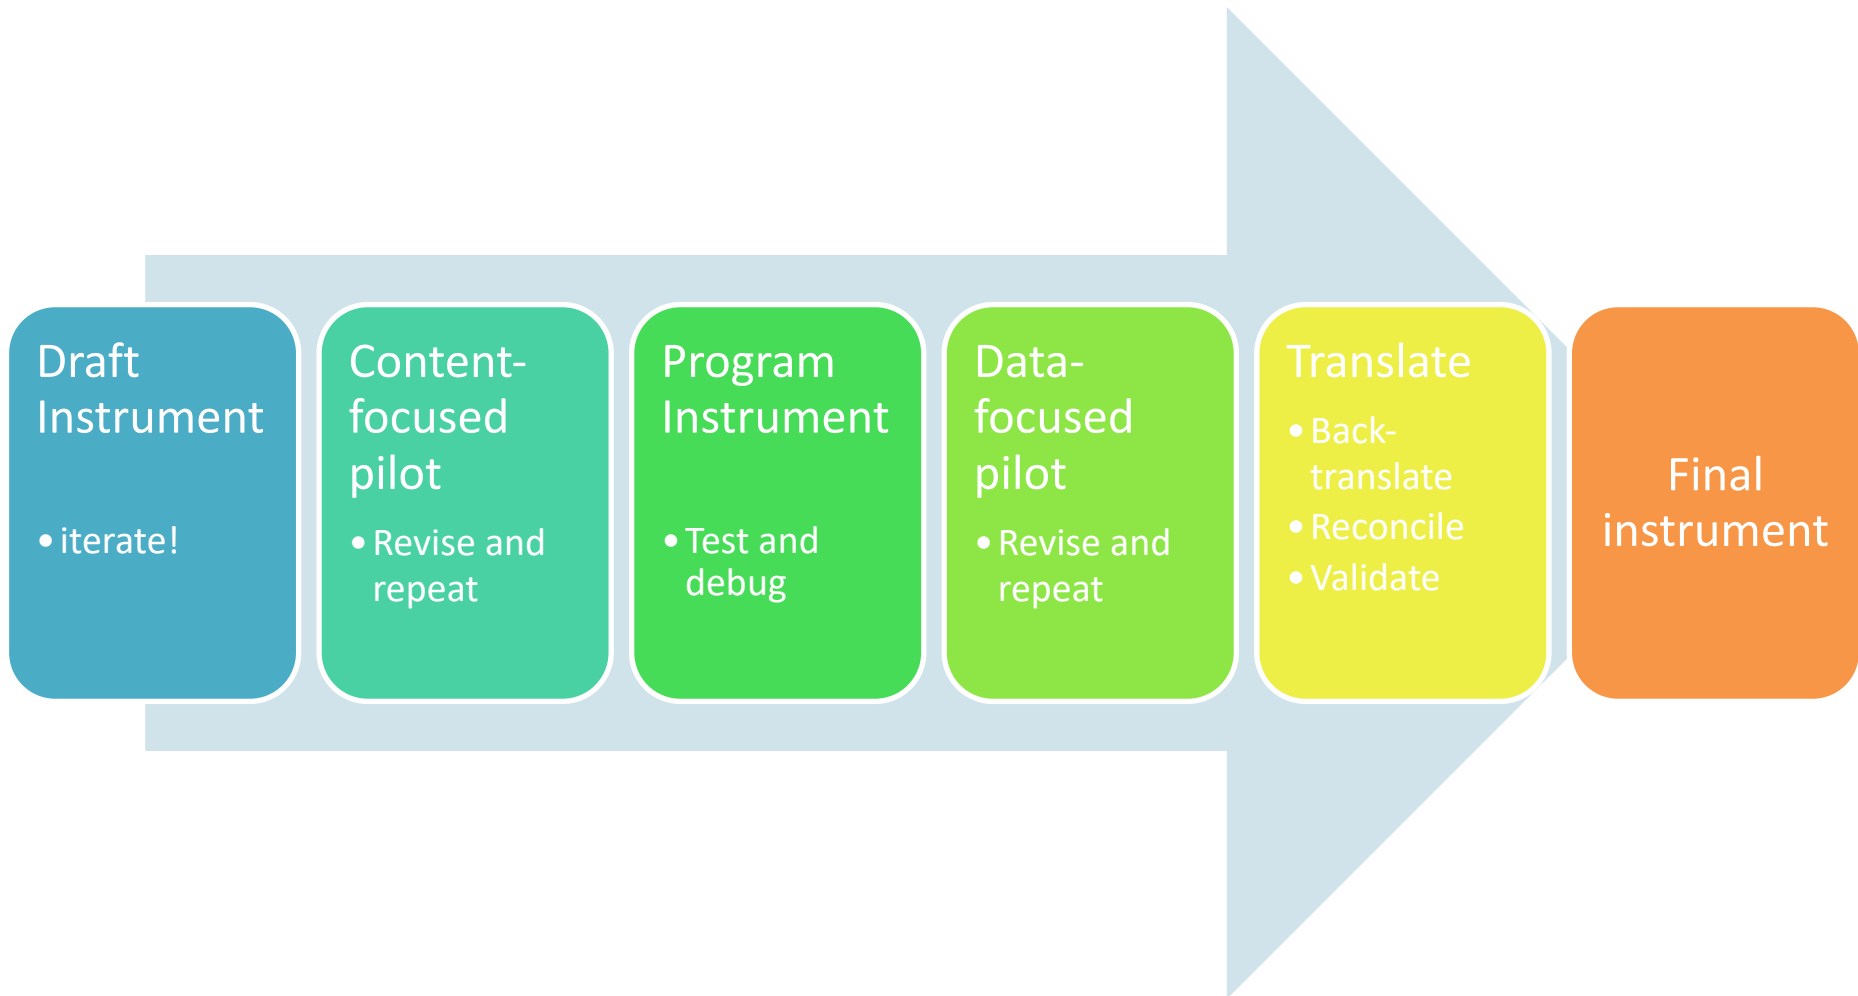 Draft
Instrument
• iterate!
Content-
focused
pilot
• Revise and
repeat
Program
Instrument
• Test and
debug
Data-
focused
pilot
• Revise and
repeat
Translate
• Back-
translate
• Reconcile
• Validate
Final
instrument